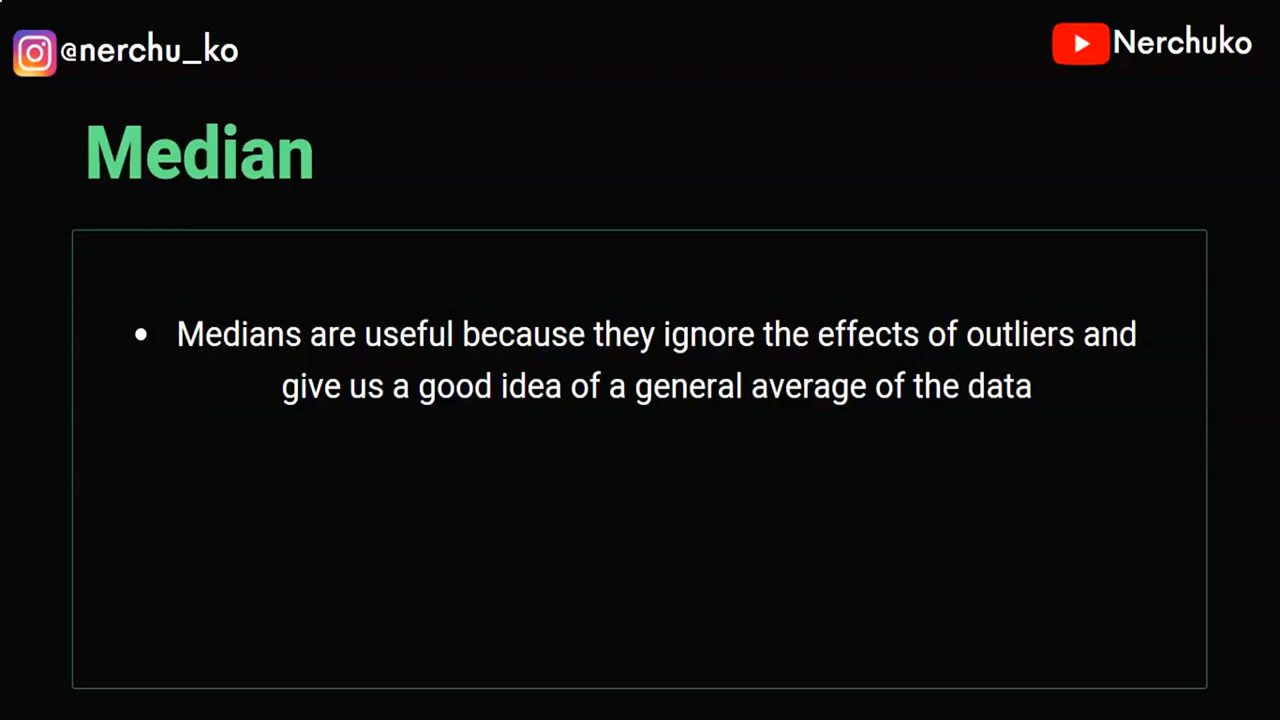 @nerchu_ko
Nerchuko
Median
• Medians are useful because they ignore the effects of outliers and
give us a good idea of a general average of the data